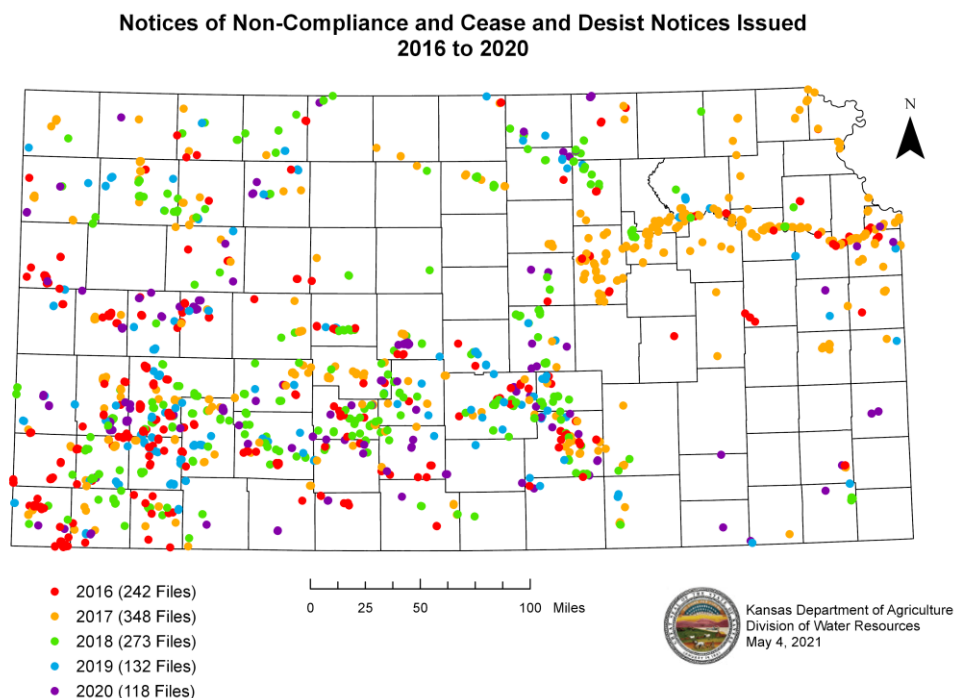 Notices of Non-Compliance and Cease and Desist Notices Issued
2016 to 2020
N
2016 (242 Files)
2017 (348 Files)
2018 (273 Files)
2019 (132 Files)
2020 (118 Files)
0 25 50 100 Miles
Kansas Department of Agriculture
Division of Water Resources
May 4, 2021